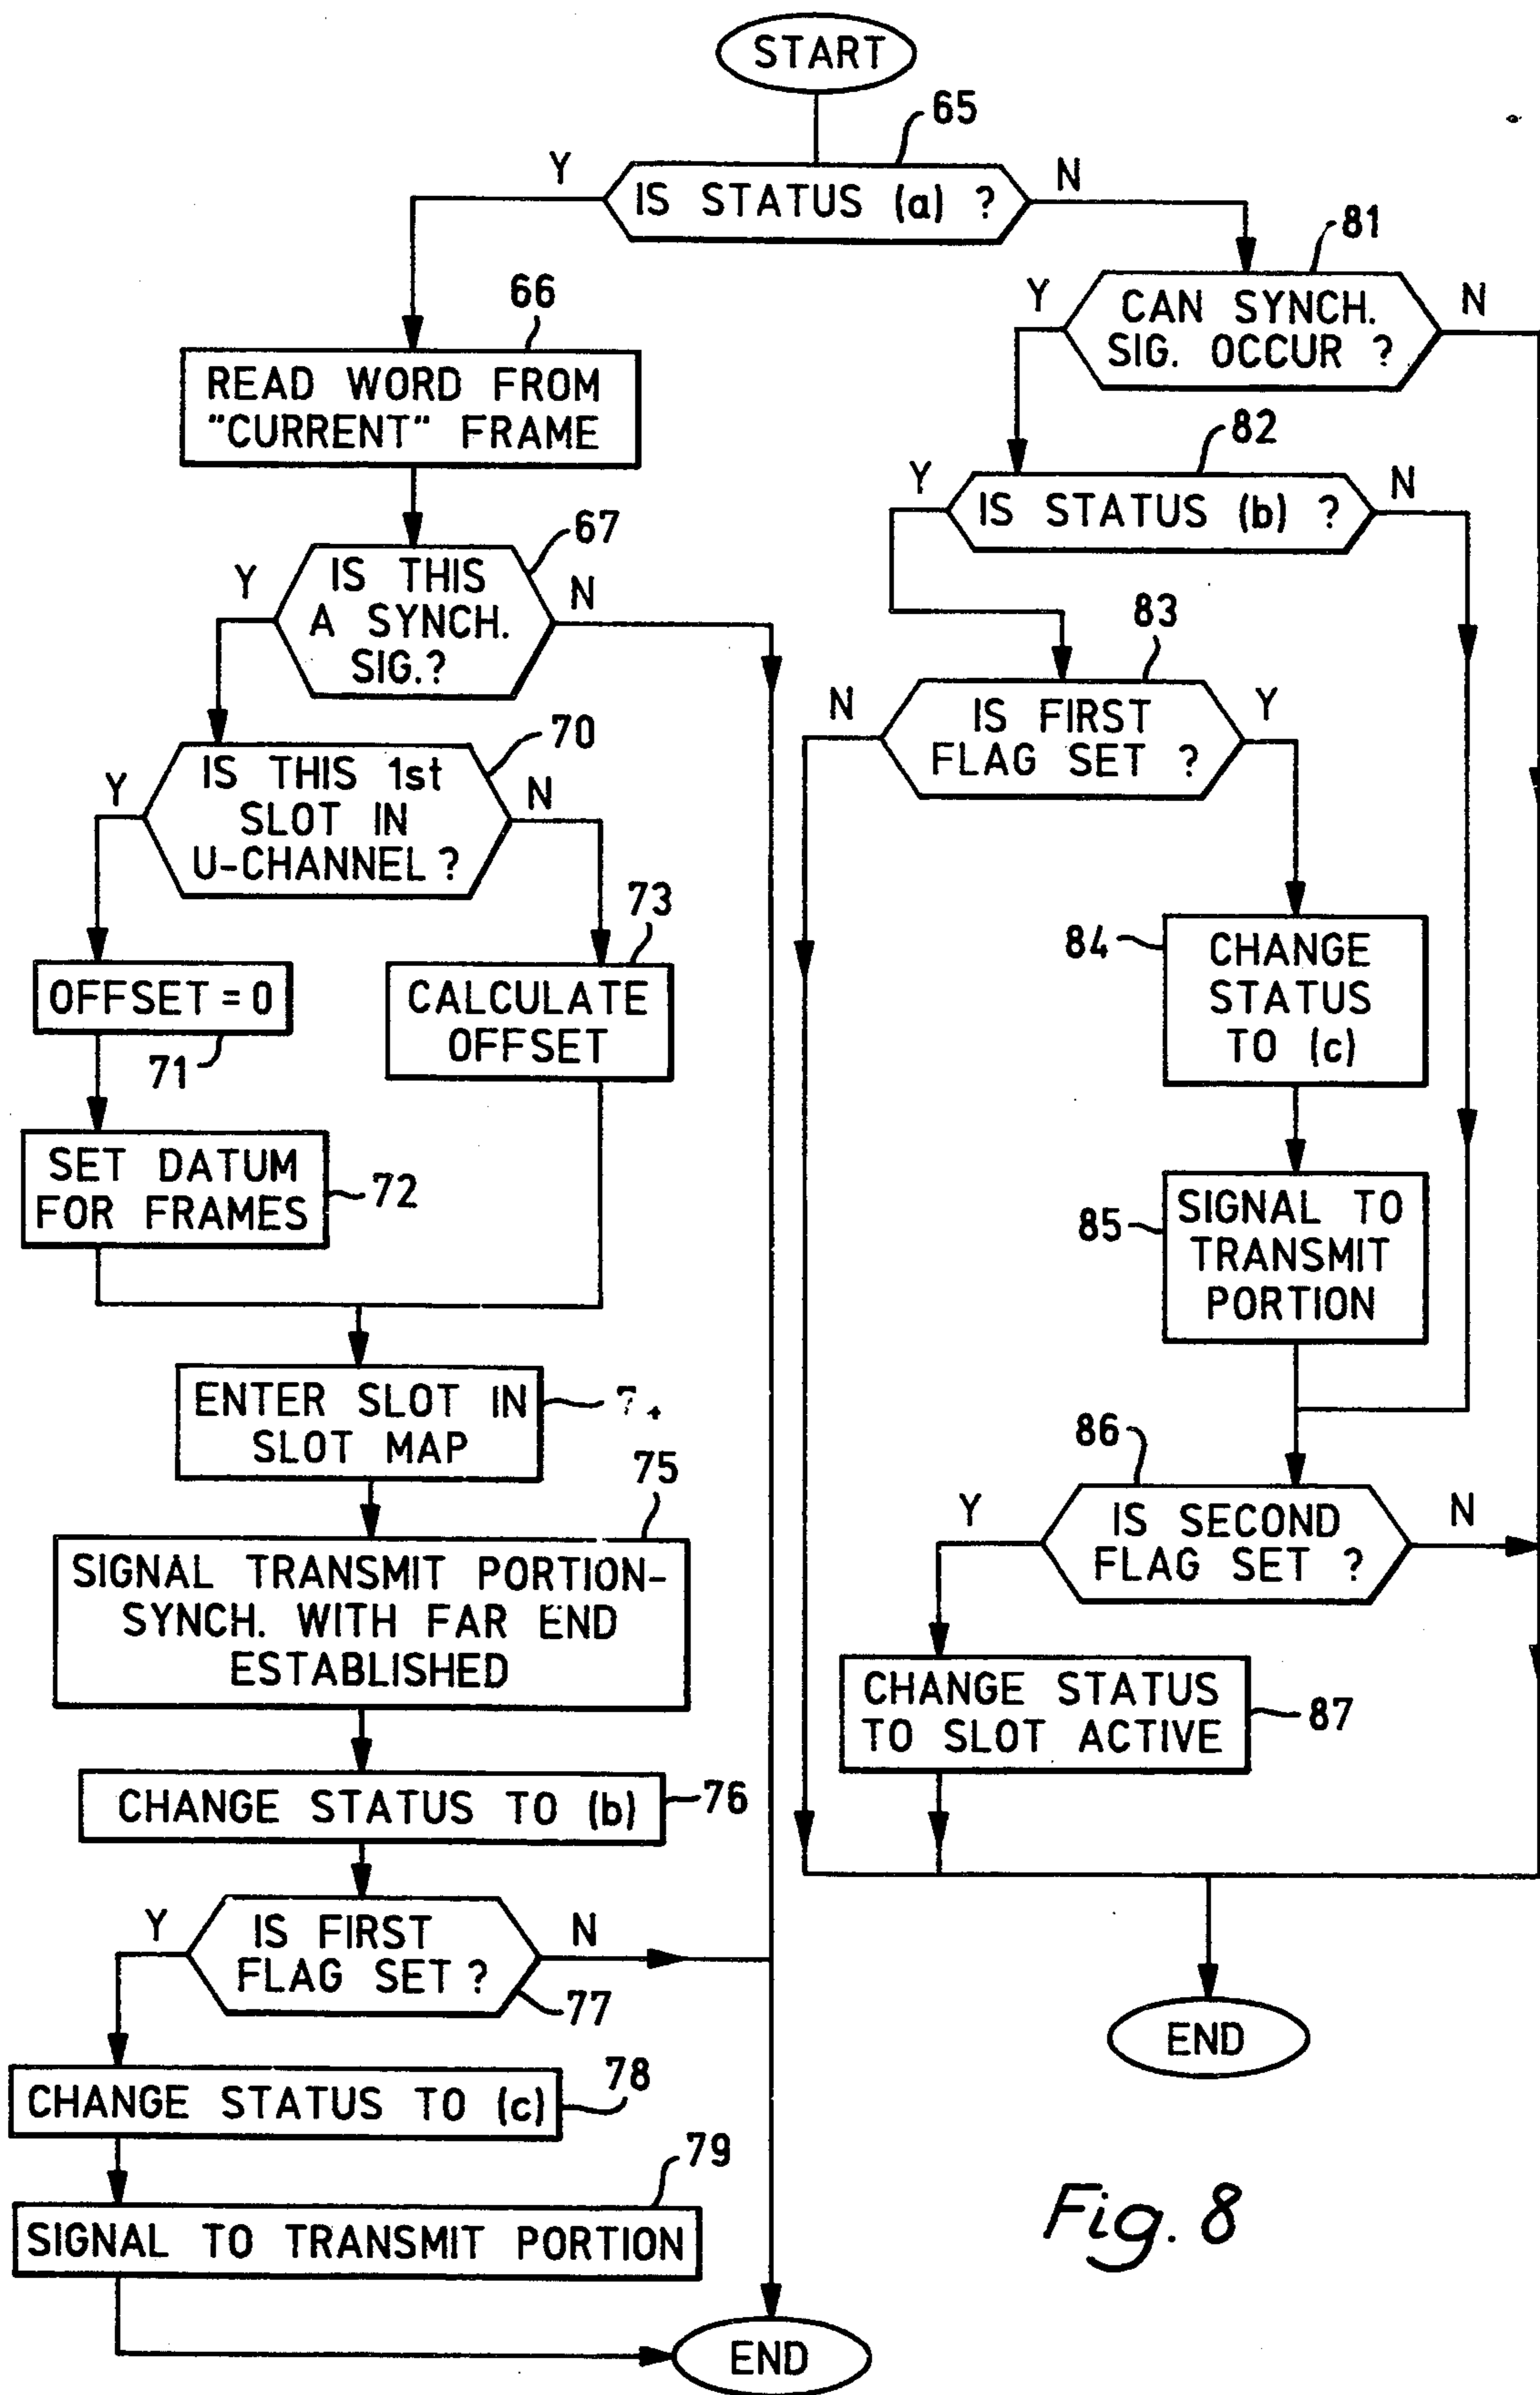 START
65
Y
IS STATUS (a) ?
N
66
READ WORD FROM
"CURRENT" FRAME
67
Y
IS THIS
A SYNCH.
SIG.?
N
70
Y
IS THIS 1st
SLOT IN
U-CHANNEL ?
N
OFFSET = 0
71
73
CALCULATE
OFFSET
SET DATUM
FOR FRAMES
72
ENTER SLOT IN
SLOT MAP
75
SIGNAL TRANSMIT PORTION-
SYNCH. WITH FAR END
ESTABLISHED
CHANGE STATUS TO (b)
76
Y
IS FIRST
FLAG SET ?
N
77
CHANGE STATUS TO (c)
78
79
SIGNAL TO TRANSMIT PORTION
END
81
Y
CAN SYNCH.
SIG. OCCUR ?
N
82
Y
IS STATUS (b) ?
N
83
N
IS FIRST
FLAG SET ?
Y
84
CHANGE
STATUS
TO (c)
85
SIGNAL TO
TRANSMIT
PORTION
86
Y
IS SECOND
FLAG SET ?
N
CHANGE STATUS
TO SLOT ACTIVE
87
END
Fig. 8